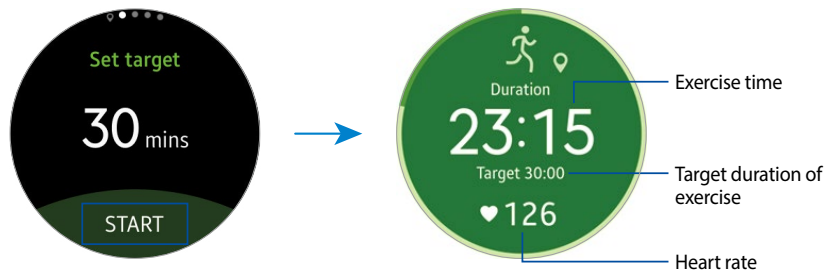 Set target
30 mins
START
Duration
23:15
Target 30:00
126
Exercise time
Target duration of
exercise
Heart rate